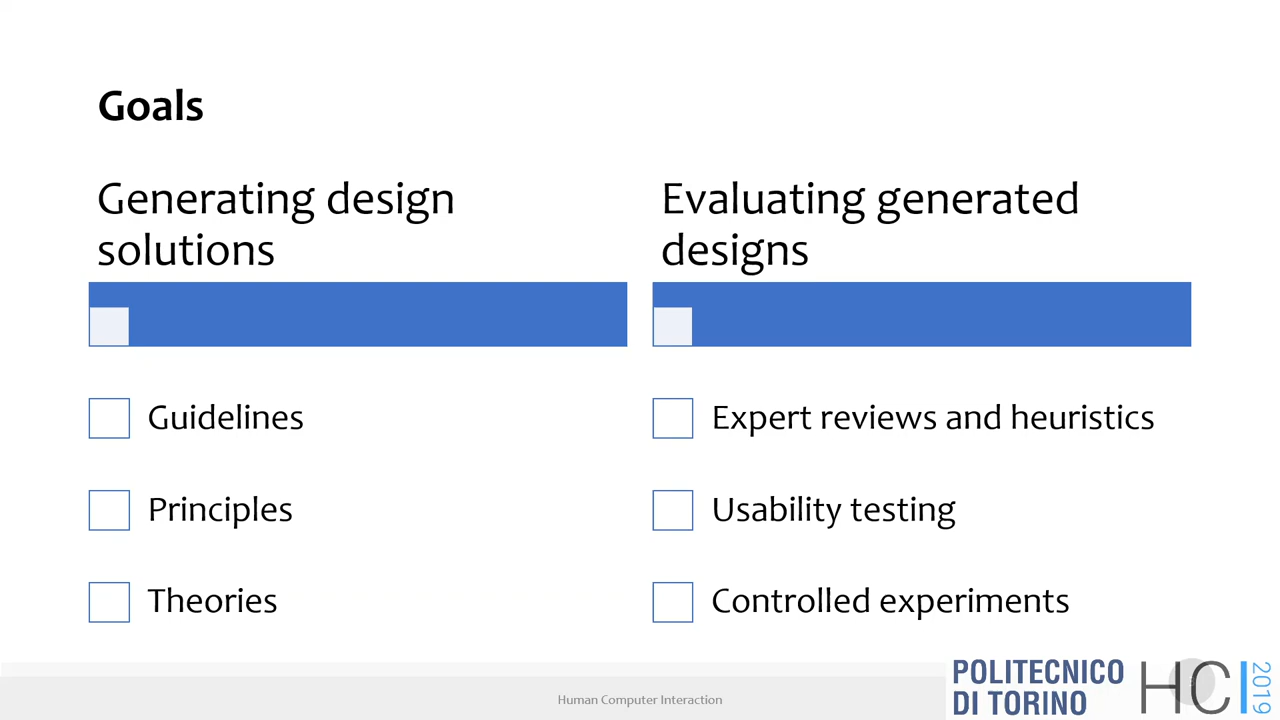 Goals
Generating design
solutions
Guidelines
Principles
Theories
Evaluating generated
designs
Expert reviews and heuristics
Usability testing
Controlled experiments
Human Computer Interaction
POLITECNICO
DI TORINO
HCI
2019